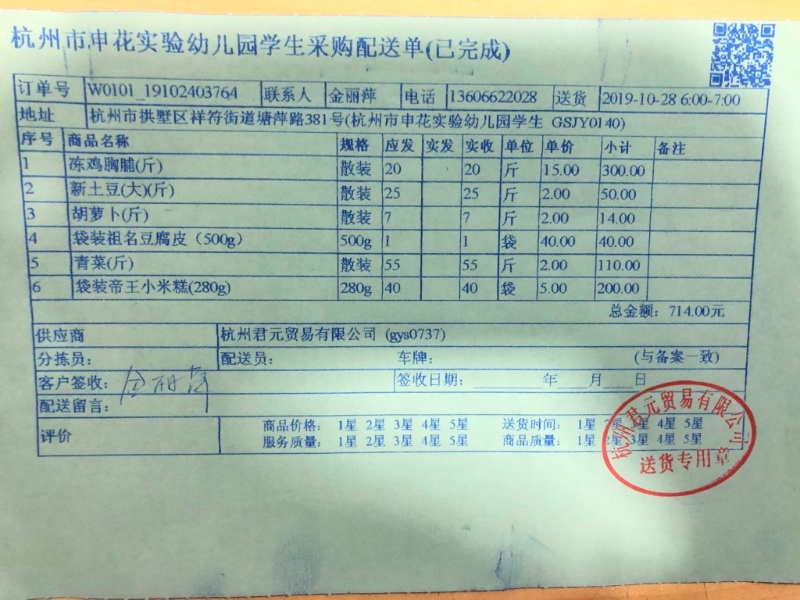 杭州市申花实验幼儿园学生采购配送单(已完成)
订单号 W0101_19102403764 联系人 金丽萍 电话 13606622028 送货 2019-10-28 6:00-7:00
地址 杭州市拱墅区祥符街道塘萍路381号(杭州市申花实验幼儿园学生 GSJY0140)
序号 商品名称 规格 应发 实发 实收 单位 单价 小计 备注
1 冻鸡胸脯(斤) 散装 20 20 斤 15.00 300.00
2 新土豆(大)(斤) 散装 25 25 斤 2.00 50.00
3 胡萝卜(斤) 散装 7 7 斤 2.00 14.00
4 袋装祖名豆腐皮（500g） 500g 1 1 袋 40.00 40.00
5 青菜(斤) 散装 55 55 斤 2.00 110.00
6 袋装帝王小米糕(280g) 280g 40 40 袋 5.00 200.00
总金额：714.00元
供应商 杭州君元贸易有限公司 (gys0737)
分拣员： 配送员： 车牌： (与备案一致)
客户签收： 金丽萍 签收日期： 年 月 日
配送留言：
评价 商品价格： 1星 2星 3星 4星 5星 送货时间： 1星 2星 3星 4星 5星
服务质量： 1星 2星 3星 4星 5星 商品质量： 1星 2星 3星 4星 5星
杭州君元贸易有限公司
送货专用章